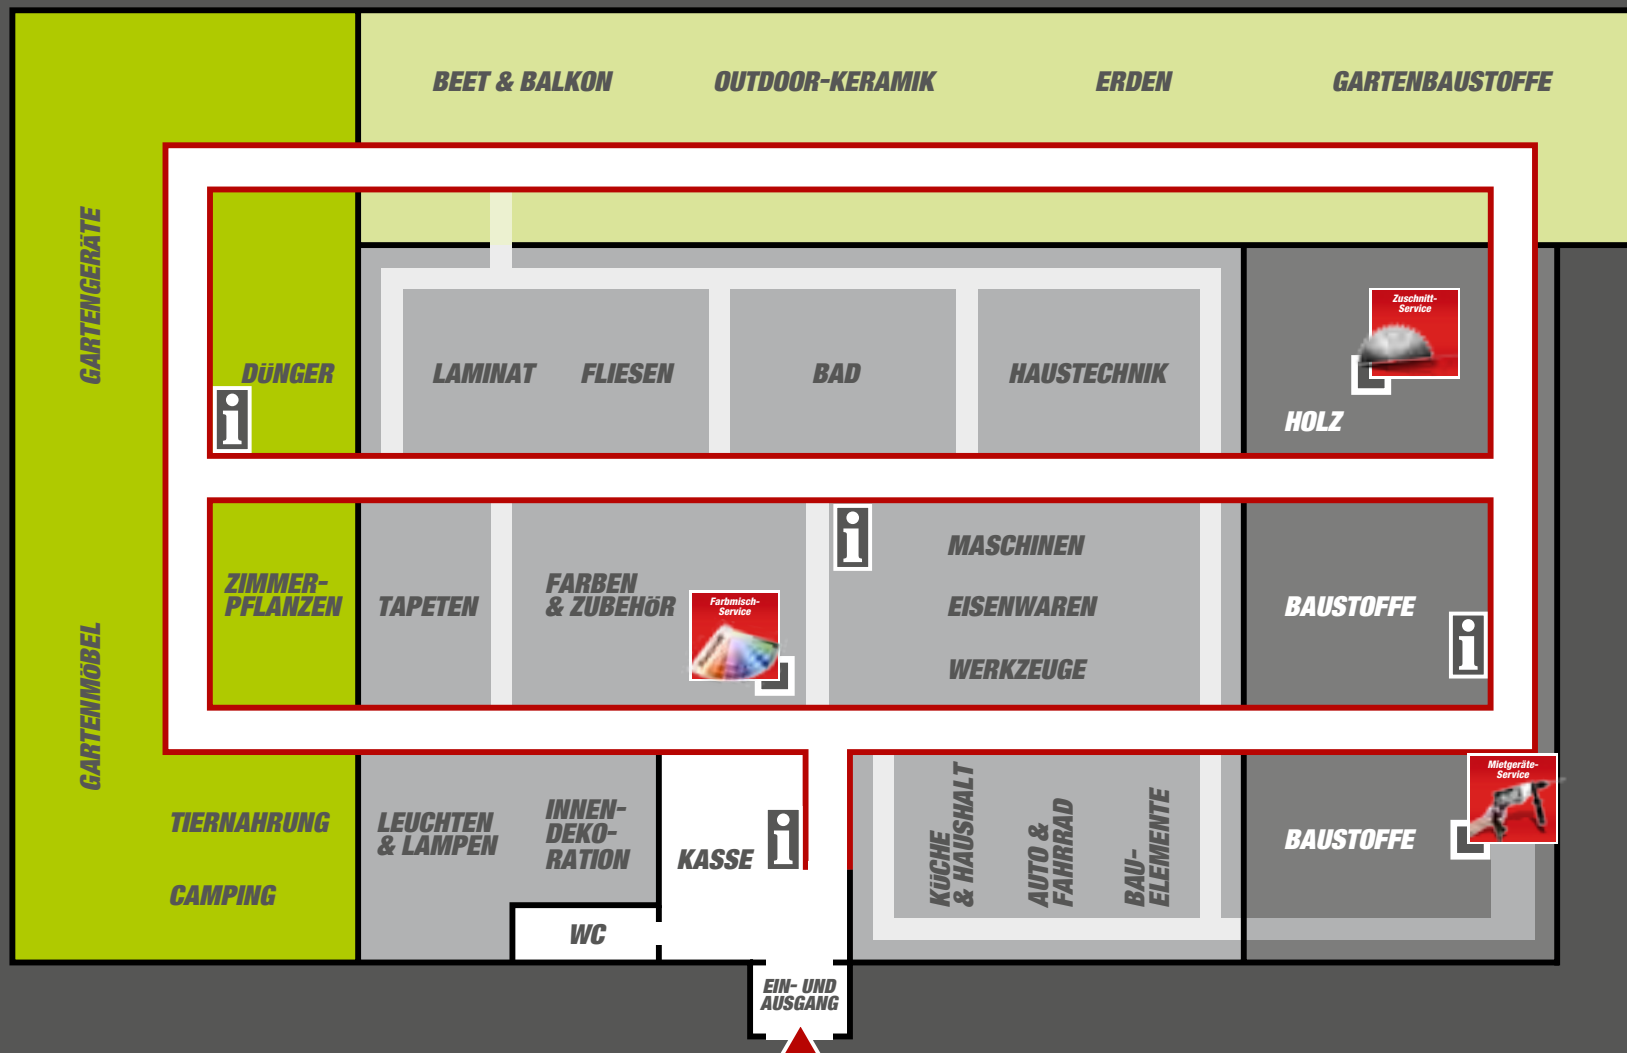 BEET & BALKON
OUTDOOR-KERAMIK
ERDEN
GARTENBAUSTOFFE
GARTENGERÄTE
DÜNGER
i
LAMINAT
FLIESEN
BAD
HAUSTECHNIK
Zuschnitt-
Service
HOLZ
ZIMMER-
PFLANZEN
TAPETEN
FARBEN
& ZUBEHÖR
Farbmisch-
Service
i
MASCHINEN
EISENWAREN
WERKZEUGE
BAUSTOFFE
i
GARTENMÖBEL
TIERNAHRUNG
CAMPING
LEUCHTEN
& LAMPEN
INNEN-
DEKO-
RATION
WC
KASSE
i
KÜCHE
& HAUSHALT
AUTO &
FAHRRAD
BAU-
ELEMENTE
BAUSTOFFE
Mietgeräte-
Service
EIN- UND
AUSGANG